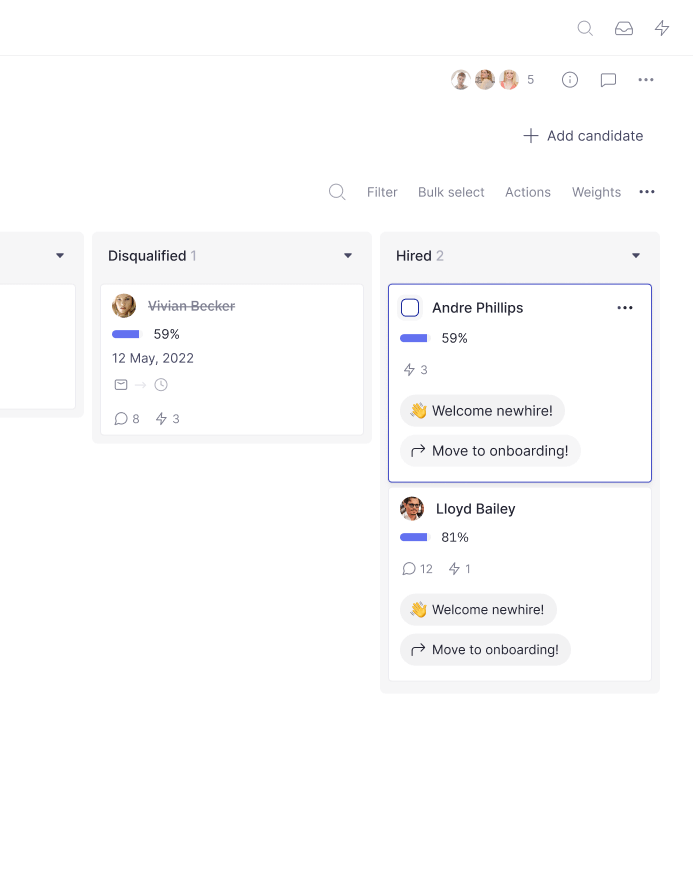 5
Add candidate
Filter Bulk select Actions Weights
Disqualified 1
Vivian Becker
59%
12 May, 2022
8 3
Hired 2
Andre Phillips
59%
3
👋 Welcome newhire!
Move to onboarding!
Lloyd Bailey
81%
12 1
👋 Welcome newhire!
Move to onboarding!